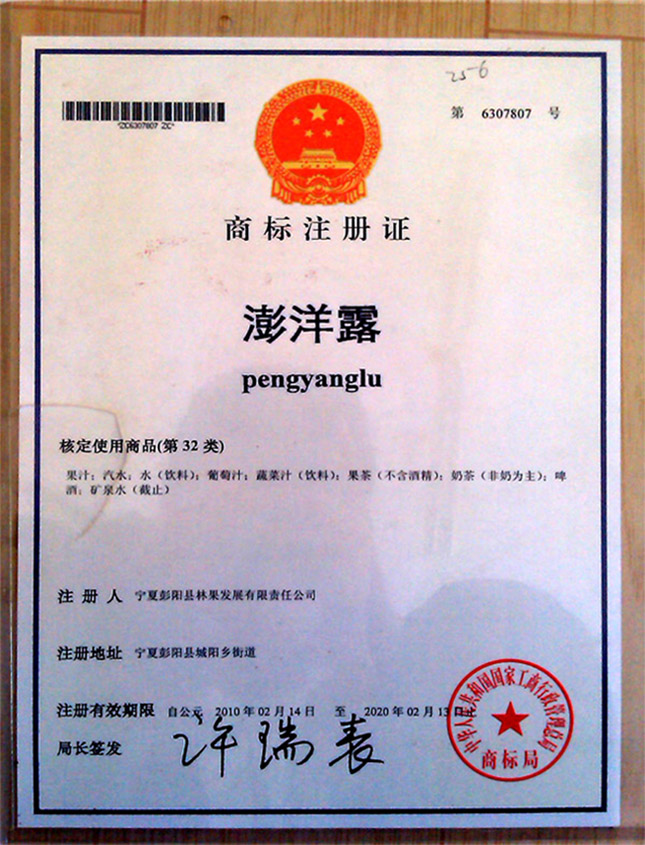 25-6
第 6307807 号
*ZC6307807 ZC*
商标注册证
澎洋露
pengyanglu
核定使用商品(第 32 类)
果汁；汽水；水（饮料）；葡萄汁；蔬菜汁（饮料）；果茶（不含酒精）；奶茶（非奶为主）；啤
酒；矿泉水（截止）
注 册 人 宁夏彭阳县林果发展有限责任公司
注册地址 宁夏彭阳县城阳乡街道
注册有效期限 自公元 2010 年 02 月 14 日 至 2020 年 02 月 13 日止
局长签发 许瑞表
中华人民共和国国家工商行政管理总局
商标局